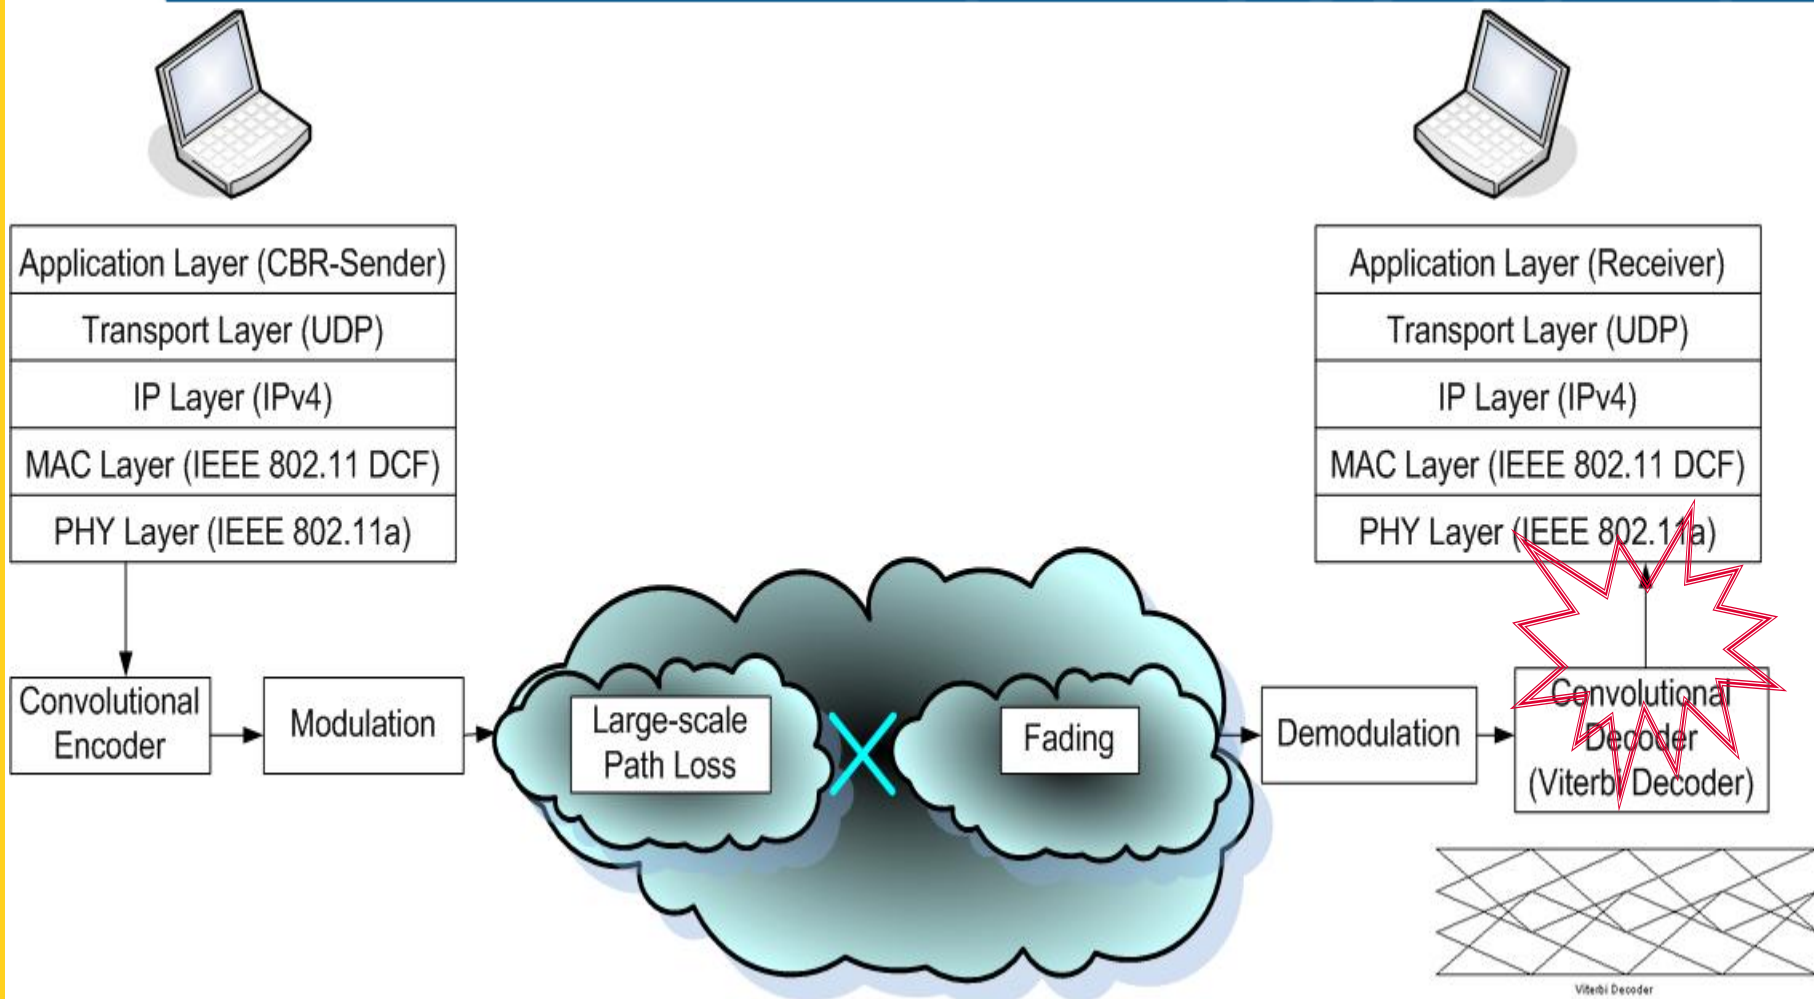 Application Layer (CBR-Sender)
Transport Layer (UDP)
IP Layer (IPv4)
MAC Layer (IEEE 802.11 DCF)
PHY Layer (IEEE 802.11a)
Application Layer (Receiver)
Transport Layer (UDP)
IP Layer (IPv4)
MAC Layer (IEEE 802.11 DCF)
PHY Layer (IEEE 802.11a)
Convolutional
Encoder
Modulation
Large-scale
Path Loss
Fading
Demodulation
Convolutional
Decoder
(Viterbi Decoder)
Viterbi Decoder